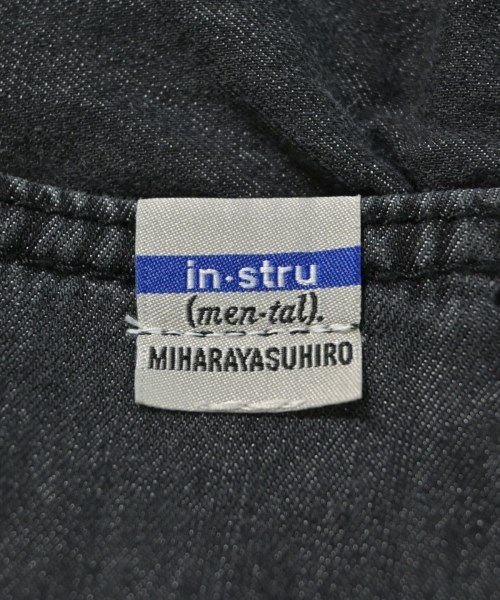 in·stru
(men-tal).
MIHARAYASUHIRO